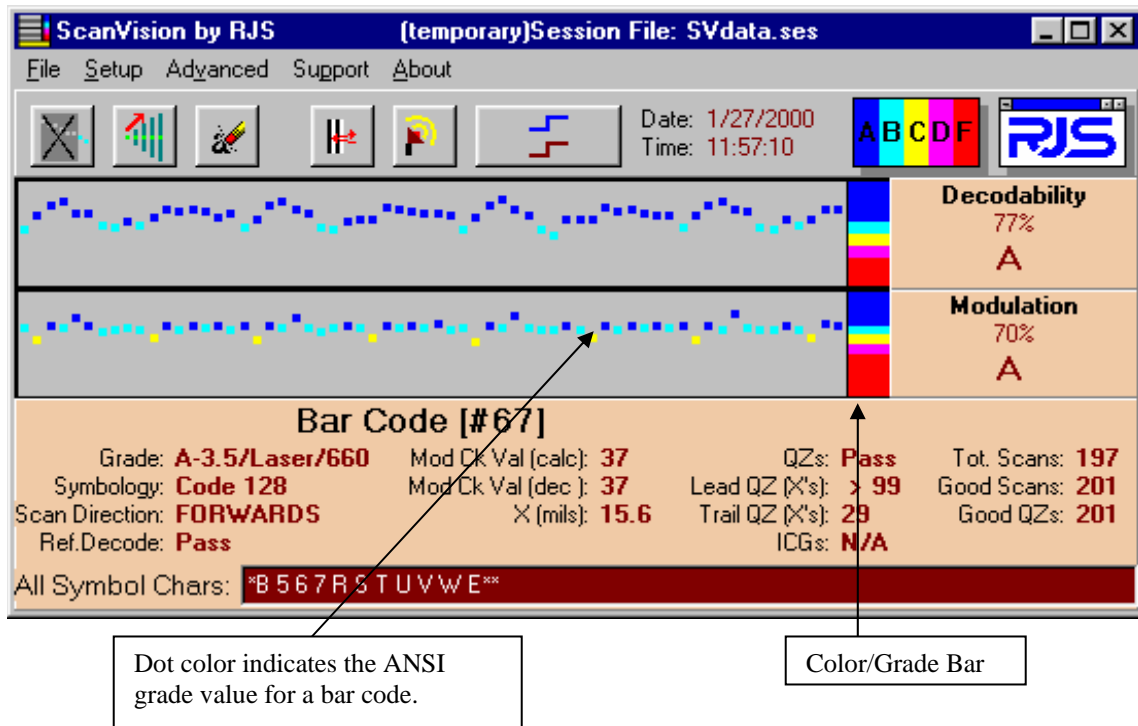 ScanVision by RJS (temporary)Session File: SVdata.ses
File Setup Advanced Support About
Date: 1/27/2000
Time: 11:57:10
A B C D F
RJS
Decodability
77%
A
Modulation
70%
A
Bar Code [#67]
Grade: A-3.5/Laser/660 Mod Ck Val (calc): 37 QZs: Pass Tot. Scans: 197
Symbology: Code 128 Mod Ck Val (dec ): 37 Lead QZ (X's): > 99 Good Scans: 201
Scan Direction: FORWARDS X (mils): 15.6 Trail QZ (X's): 29 Good QZs: 201
Ref.Decode: Pass ICGs: N/A
All Symbol Chars: *B 5 6 7 R S T U V W E**
Dot color indicates the ANSI
grade value for a bar code.
Color/Grade Bar